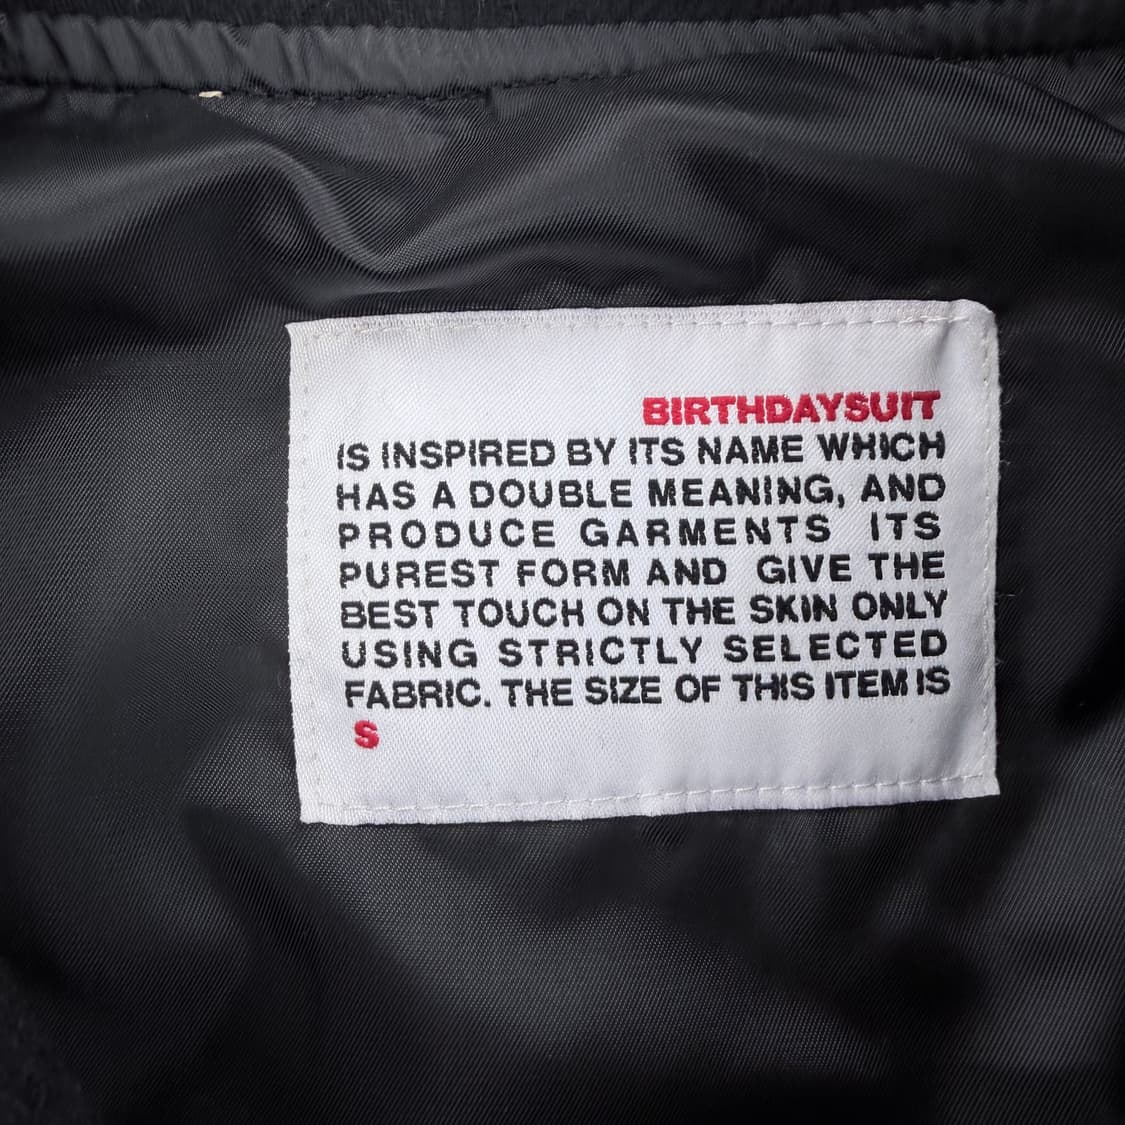 BIRTHDAYSUIT
IS INSPIRED BY ITS NAME WHICH
HAS A DOUBLE MEANING, AND
PRODUCE GARMENTS ITS
PUREST FORM AND GIVE THE
BEST TOUCH ON THE SKIN ONLY
USING STRICTLY SELECTED
FABRIC. THE SIZE OF THIS ITEM IS
S